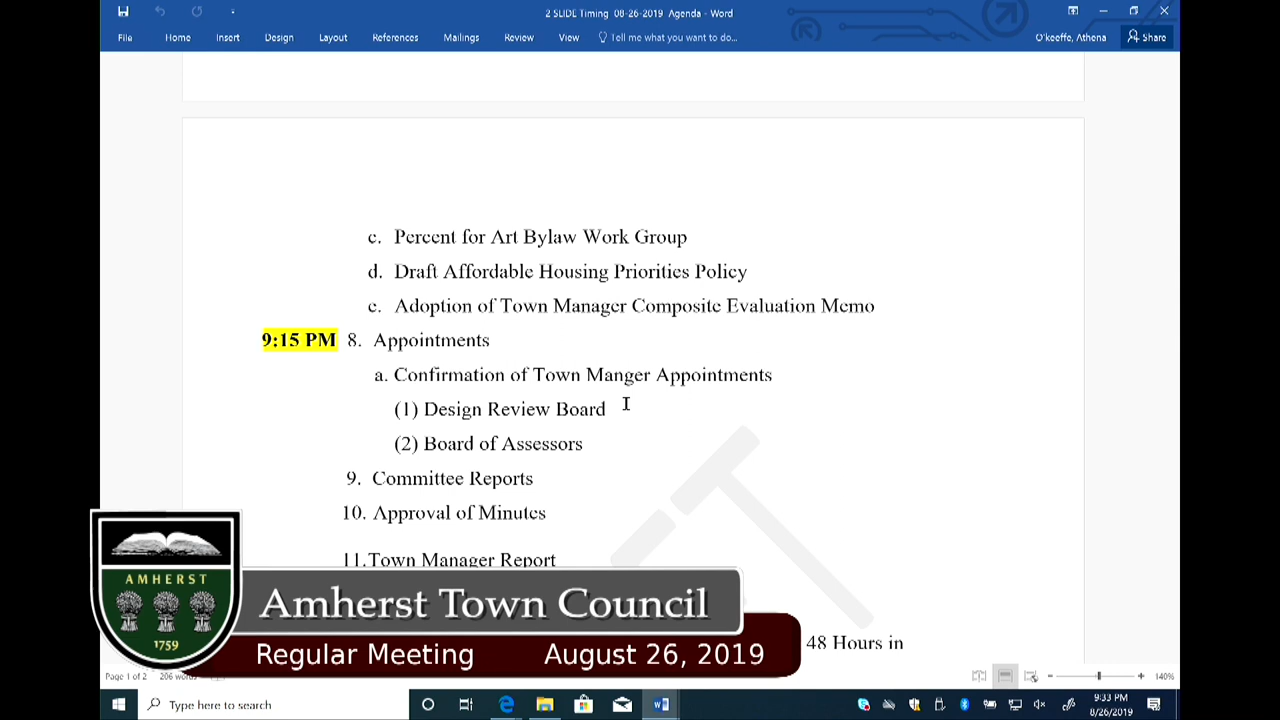 2 SLIDE Timing 08-26-2019 Agenda - Word
File Home Insert Design Layout References Mailings Review View Tell me what you want to do... O'keeffe, Athena Share
c. Percent for Art Bylaw Work Group
d. Draft Affordable Housing Priorities Policy
e. Adoption of Town Manager Composite Evaluation Memo
9:15 PM 8. Appointments
a. Confirmation of Town Manger Appointments
(1) Design Review Board
(2) Board of Assessors
9. Committee Reports
10. Approval of Minutes
11. Town Manager Report
AMHERST
1759
Amherst Town Council
48 Hours in
Regular Meeting August 26, 2019
Page 1 of 2 206 words 140%
Type here to search
9:33 PM
8/26/2019